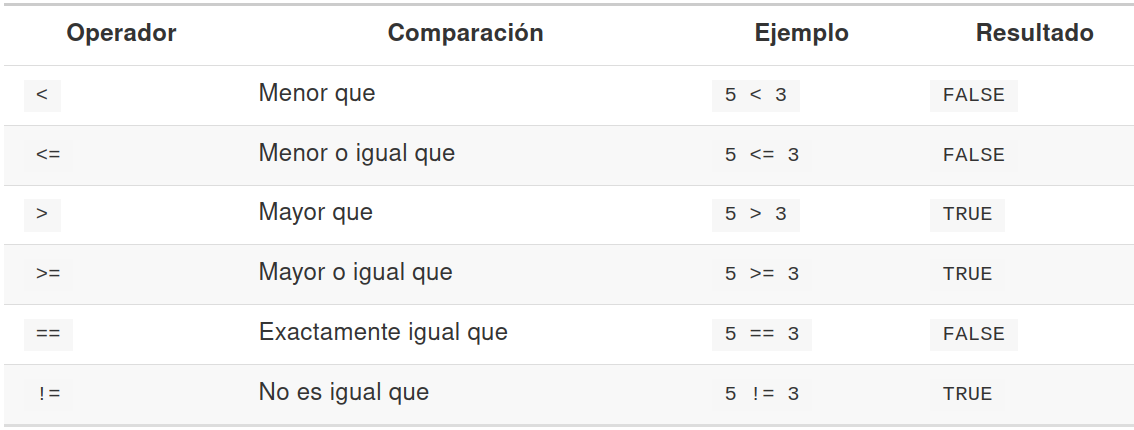 Operador Comparación Ejemplo Resultado
< Menor que 5 < 3 FALSE
<= Menor o igual que 5 <= 3 FALSE
> Mayor que 5 > 3 TRUE
>= Mayor o igual que 5 >= 3 TRUE
== Exactamente igual que 5 == 3 FALSE
!= No es igual que 5 != 3 TRUE